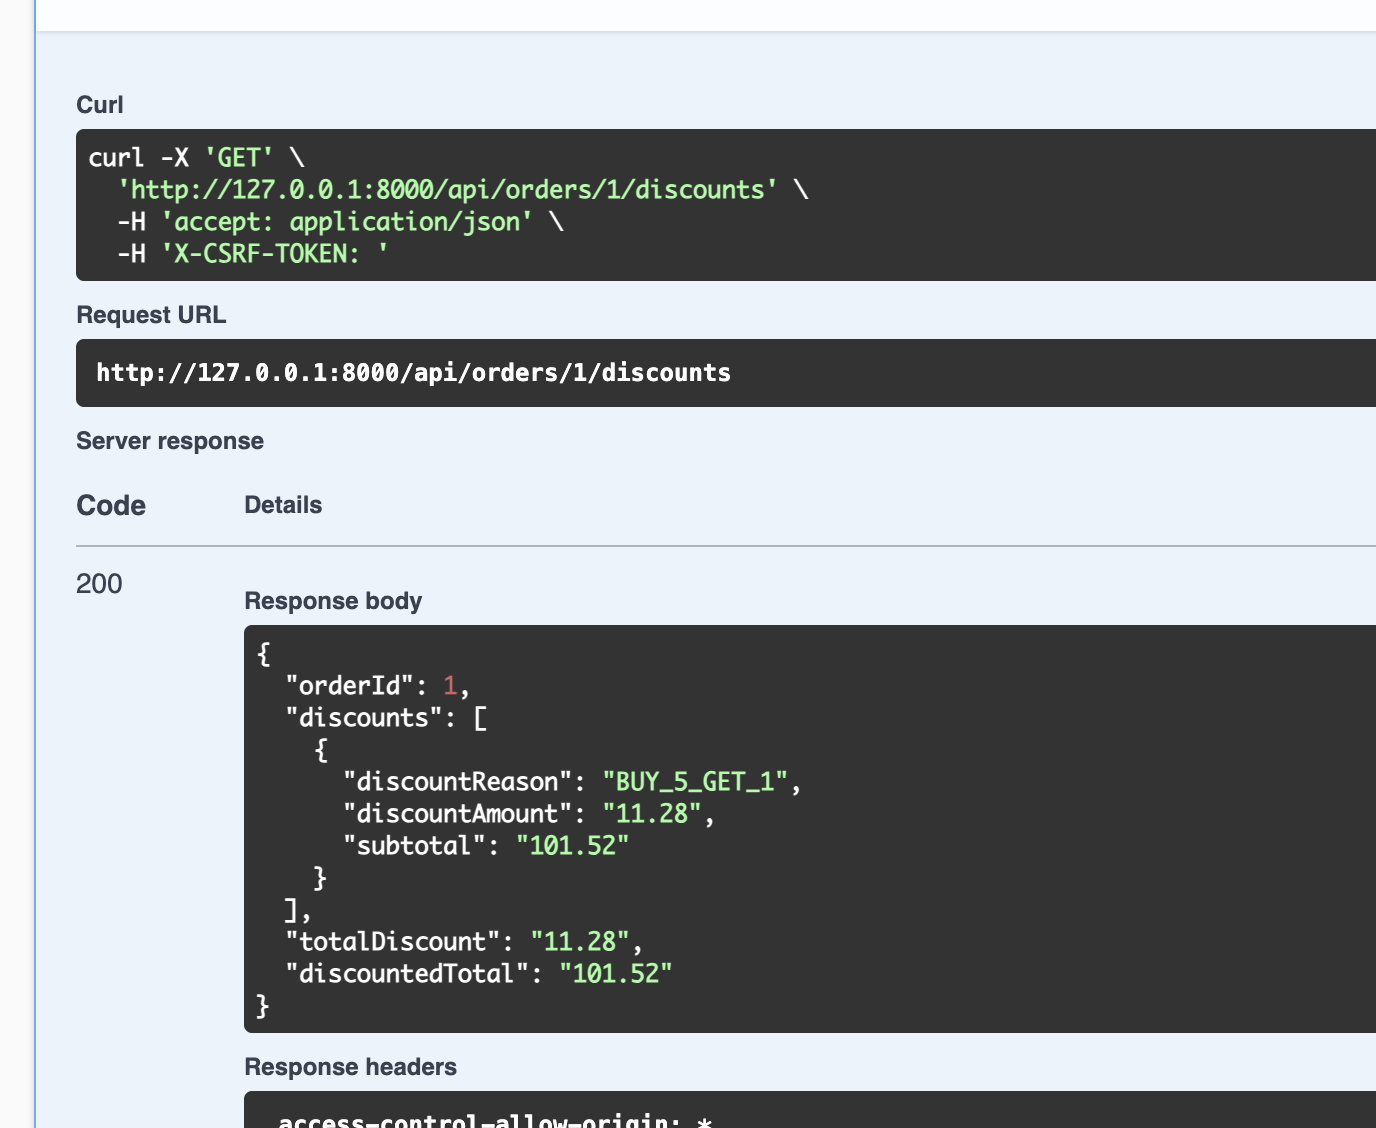 Curl
curl -X 'GET' \
  'http://127.0.0.1:8000/api/orders/1/discounts' \
  -H 'accept: application/json' \
  -H 'X-CSRF-TOKEN: '
Request URL
http://127.0.0.1:8000/api/orders/1/discounts
Server response
Code Details
200
Response body
{
  "orderId": 1,
  "discounts": [
    {
      "discountReason": "BUY_5_GET_1",
      "discountAmount": "11.28",
      "subtotal": "101.52"
    }
  ],
  "totalDiscount": "11.28",
  "discountedTotal": "101.52"
}
Response headers
access-control-allow-origin: *